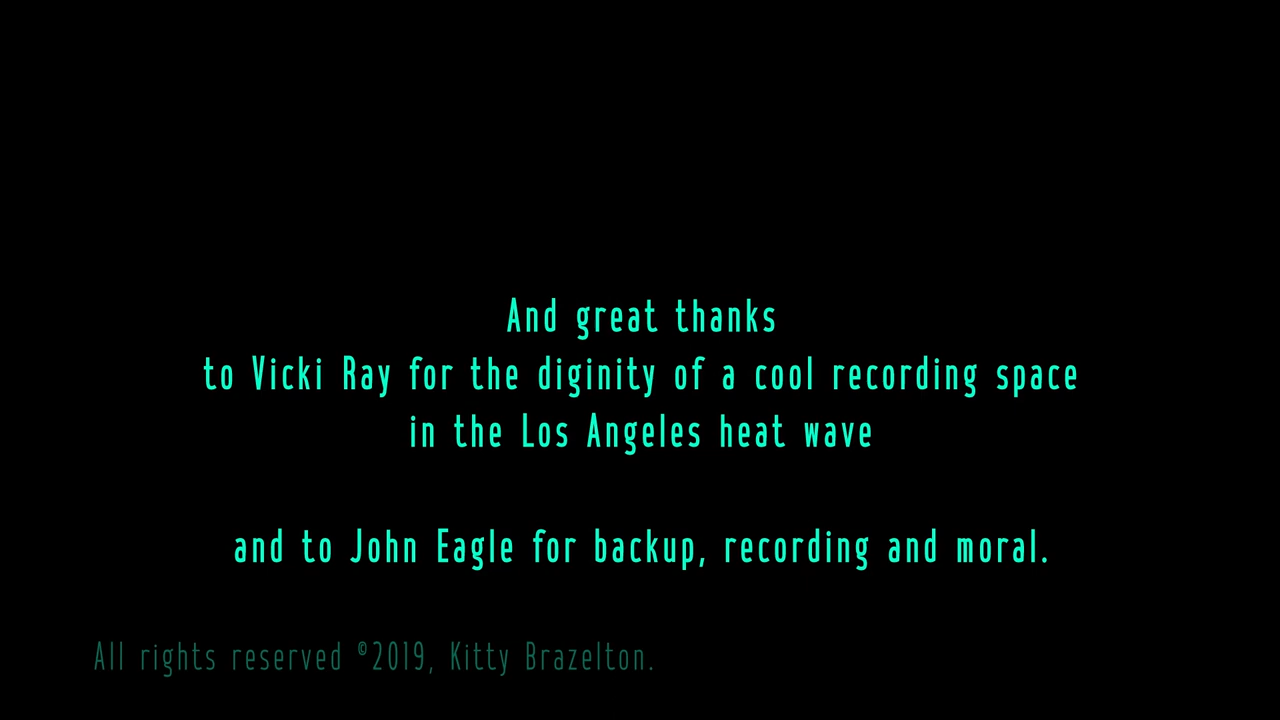 And great thanks
to Vicki Ray for the diginity of a cool recording space
in the Los Angeles heat wave
and to John Eagle for backup, recording and moral.
All rights reserved ©2019, Kitty Brazelton.